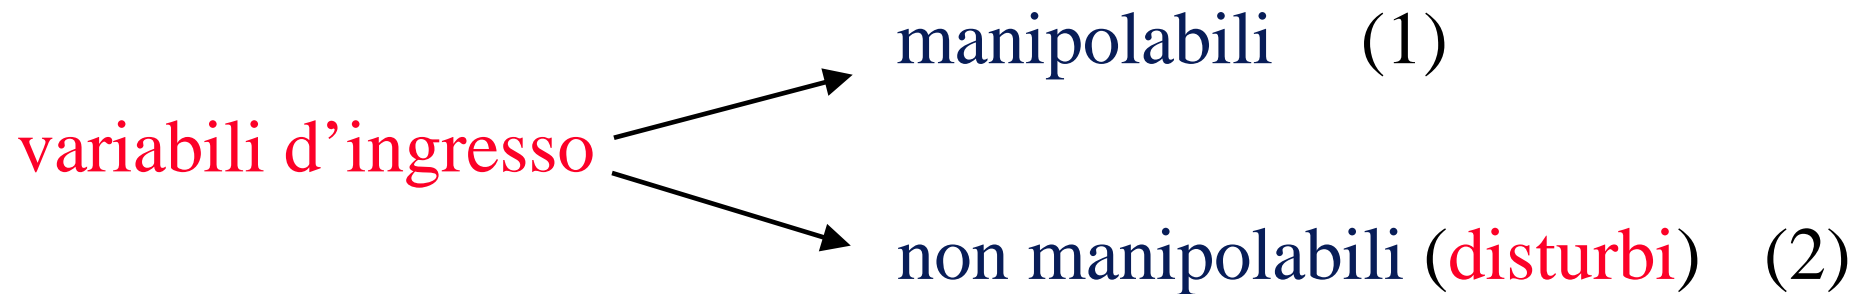 manipolabili (1)
variabili d’ingresso
non manipolabili (disturbi) (2)